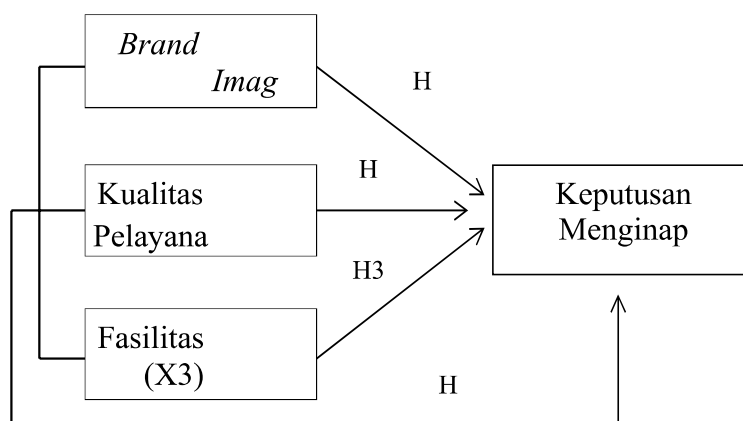 Brand
Imag
H
H
Kualitas
Pelayana
Keputusan
Menginap
H3
Fasilitas
(X3)
H